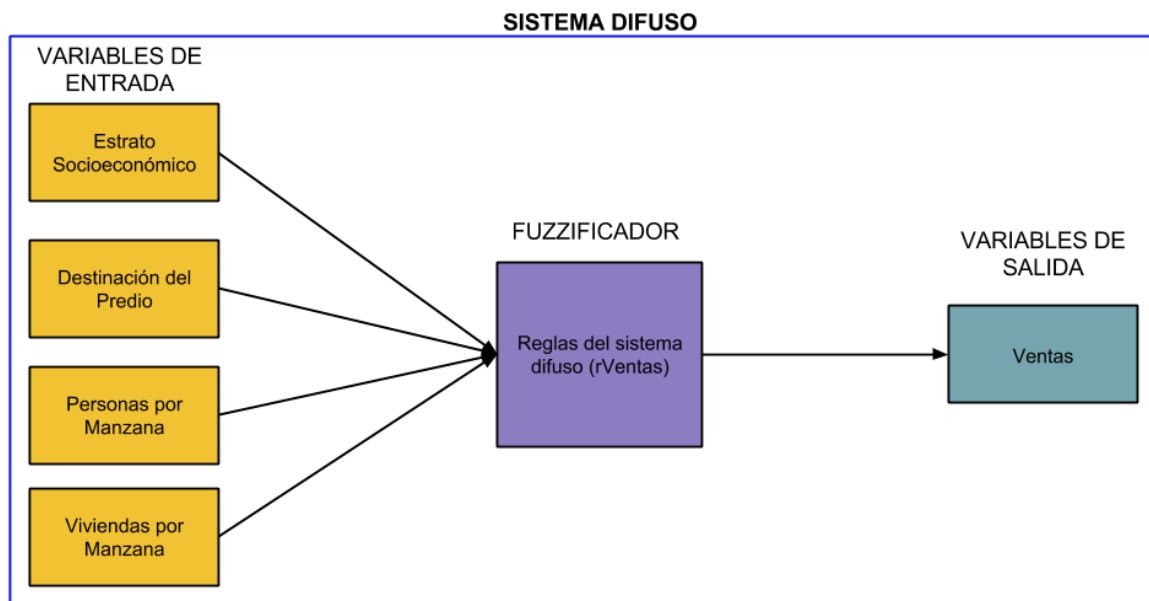 SISTEMA DIFUSO
VARIABLES DE
ENTRADA
Estrato
Socioeconómico
Destinación del
Predio
Personas por
Manzana
Viviendas por
Manzana
FUZZIFICADOR
Reglas del sistema
difuso (rVentas)
VARIABLES DE
SALIDA
Ventas